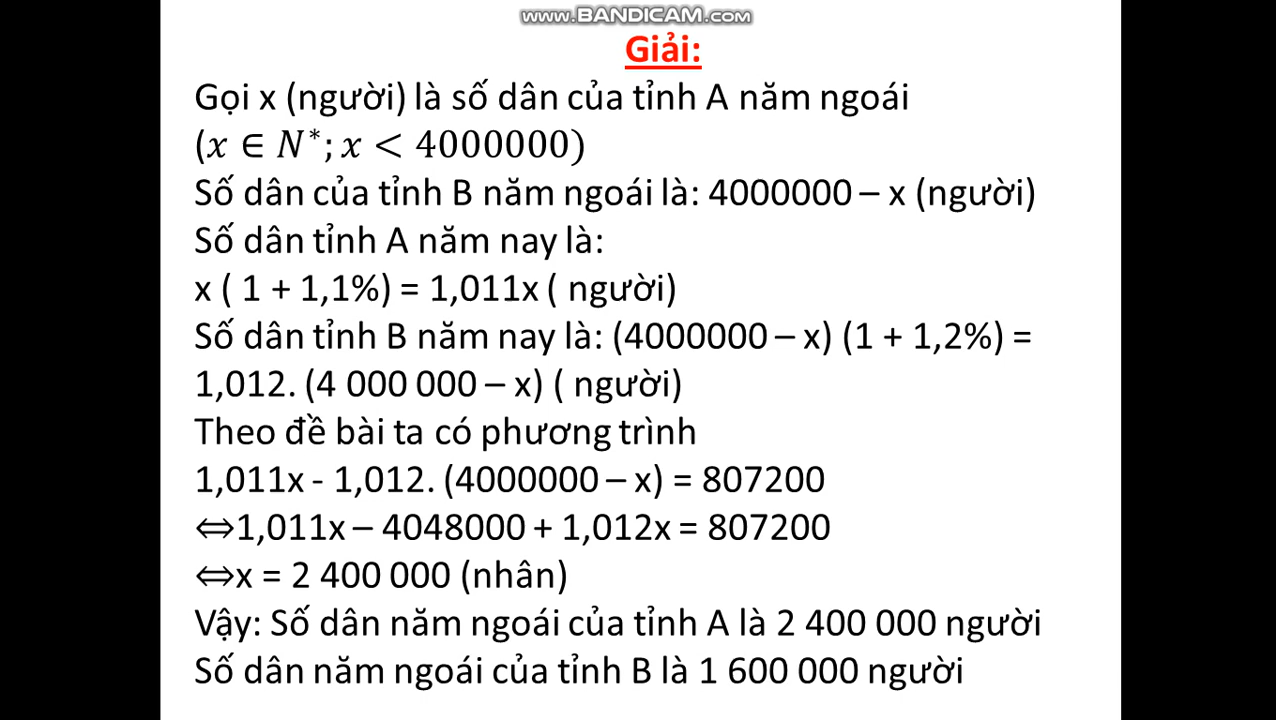 www.BANDICAM.com
Giải:
Gọi x (người) là số dân của tỉnh A năm ngoái
(x ∈ N*; x < 4000000)
Số dân của tỉnh B năm ngoái là: 4000000 – x (người)
Số dân tỉnh A năm nay là:
x ( 1 + 1,1%) = 1,011x ( người)
Số dân tỉnh B năm nay là: (4000000 – x) (1 + 1,2%) =
1,012. (4 000 000 – x) ( người)
Theo đề bài ta có phương trình
1,011x - 1,012. (4000000 – x) = 807200
⇔1,011x – 4048000 + 1,012x = 807200
⇔x = 2 400 000 (nhân)
Vậy: Số dân năm ngoái của tỉnh A là 2 400 000 người
Số dân năm ngoái của tỉnh B là 1 600 000 người